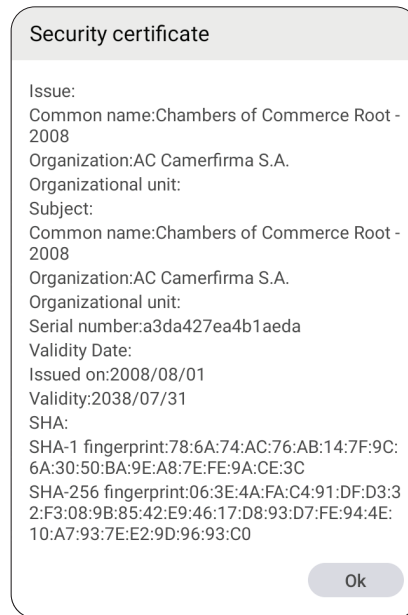 Security certificate
Issue:
Common name:Chambers of Commerce Root -
2008
Organization:AC Camerfirma S.A.
Organizational unit:
Subject:
Common name:Chambers of Commerce Root -
2008
Organization:AC Camerfirma S.A.
Organizational unit:
Serial number:a3da427ea4b1aeda
Validity Date:
Issued on:2008/08/01
Validity:2038/07/31
SHA:
SHA-1 fingerprint:78:6A:74:AC:76:AB:14:7F:9C:
6A:30:50:BA:9E:A8:7E:FE:9A:CE:3C
SHA-256 fingerprint:06:3E:4A:FA:C4:91:DF:D3:3
2:F3:08:9B:85:42:E9:46:17:D8:93:D7:FE:94:4E:
10:A7:93:7E:E2:9D:96:93:C0
Ok